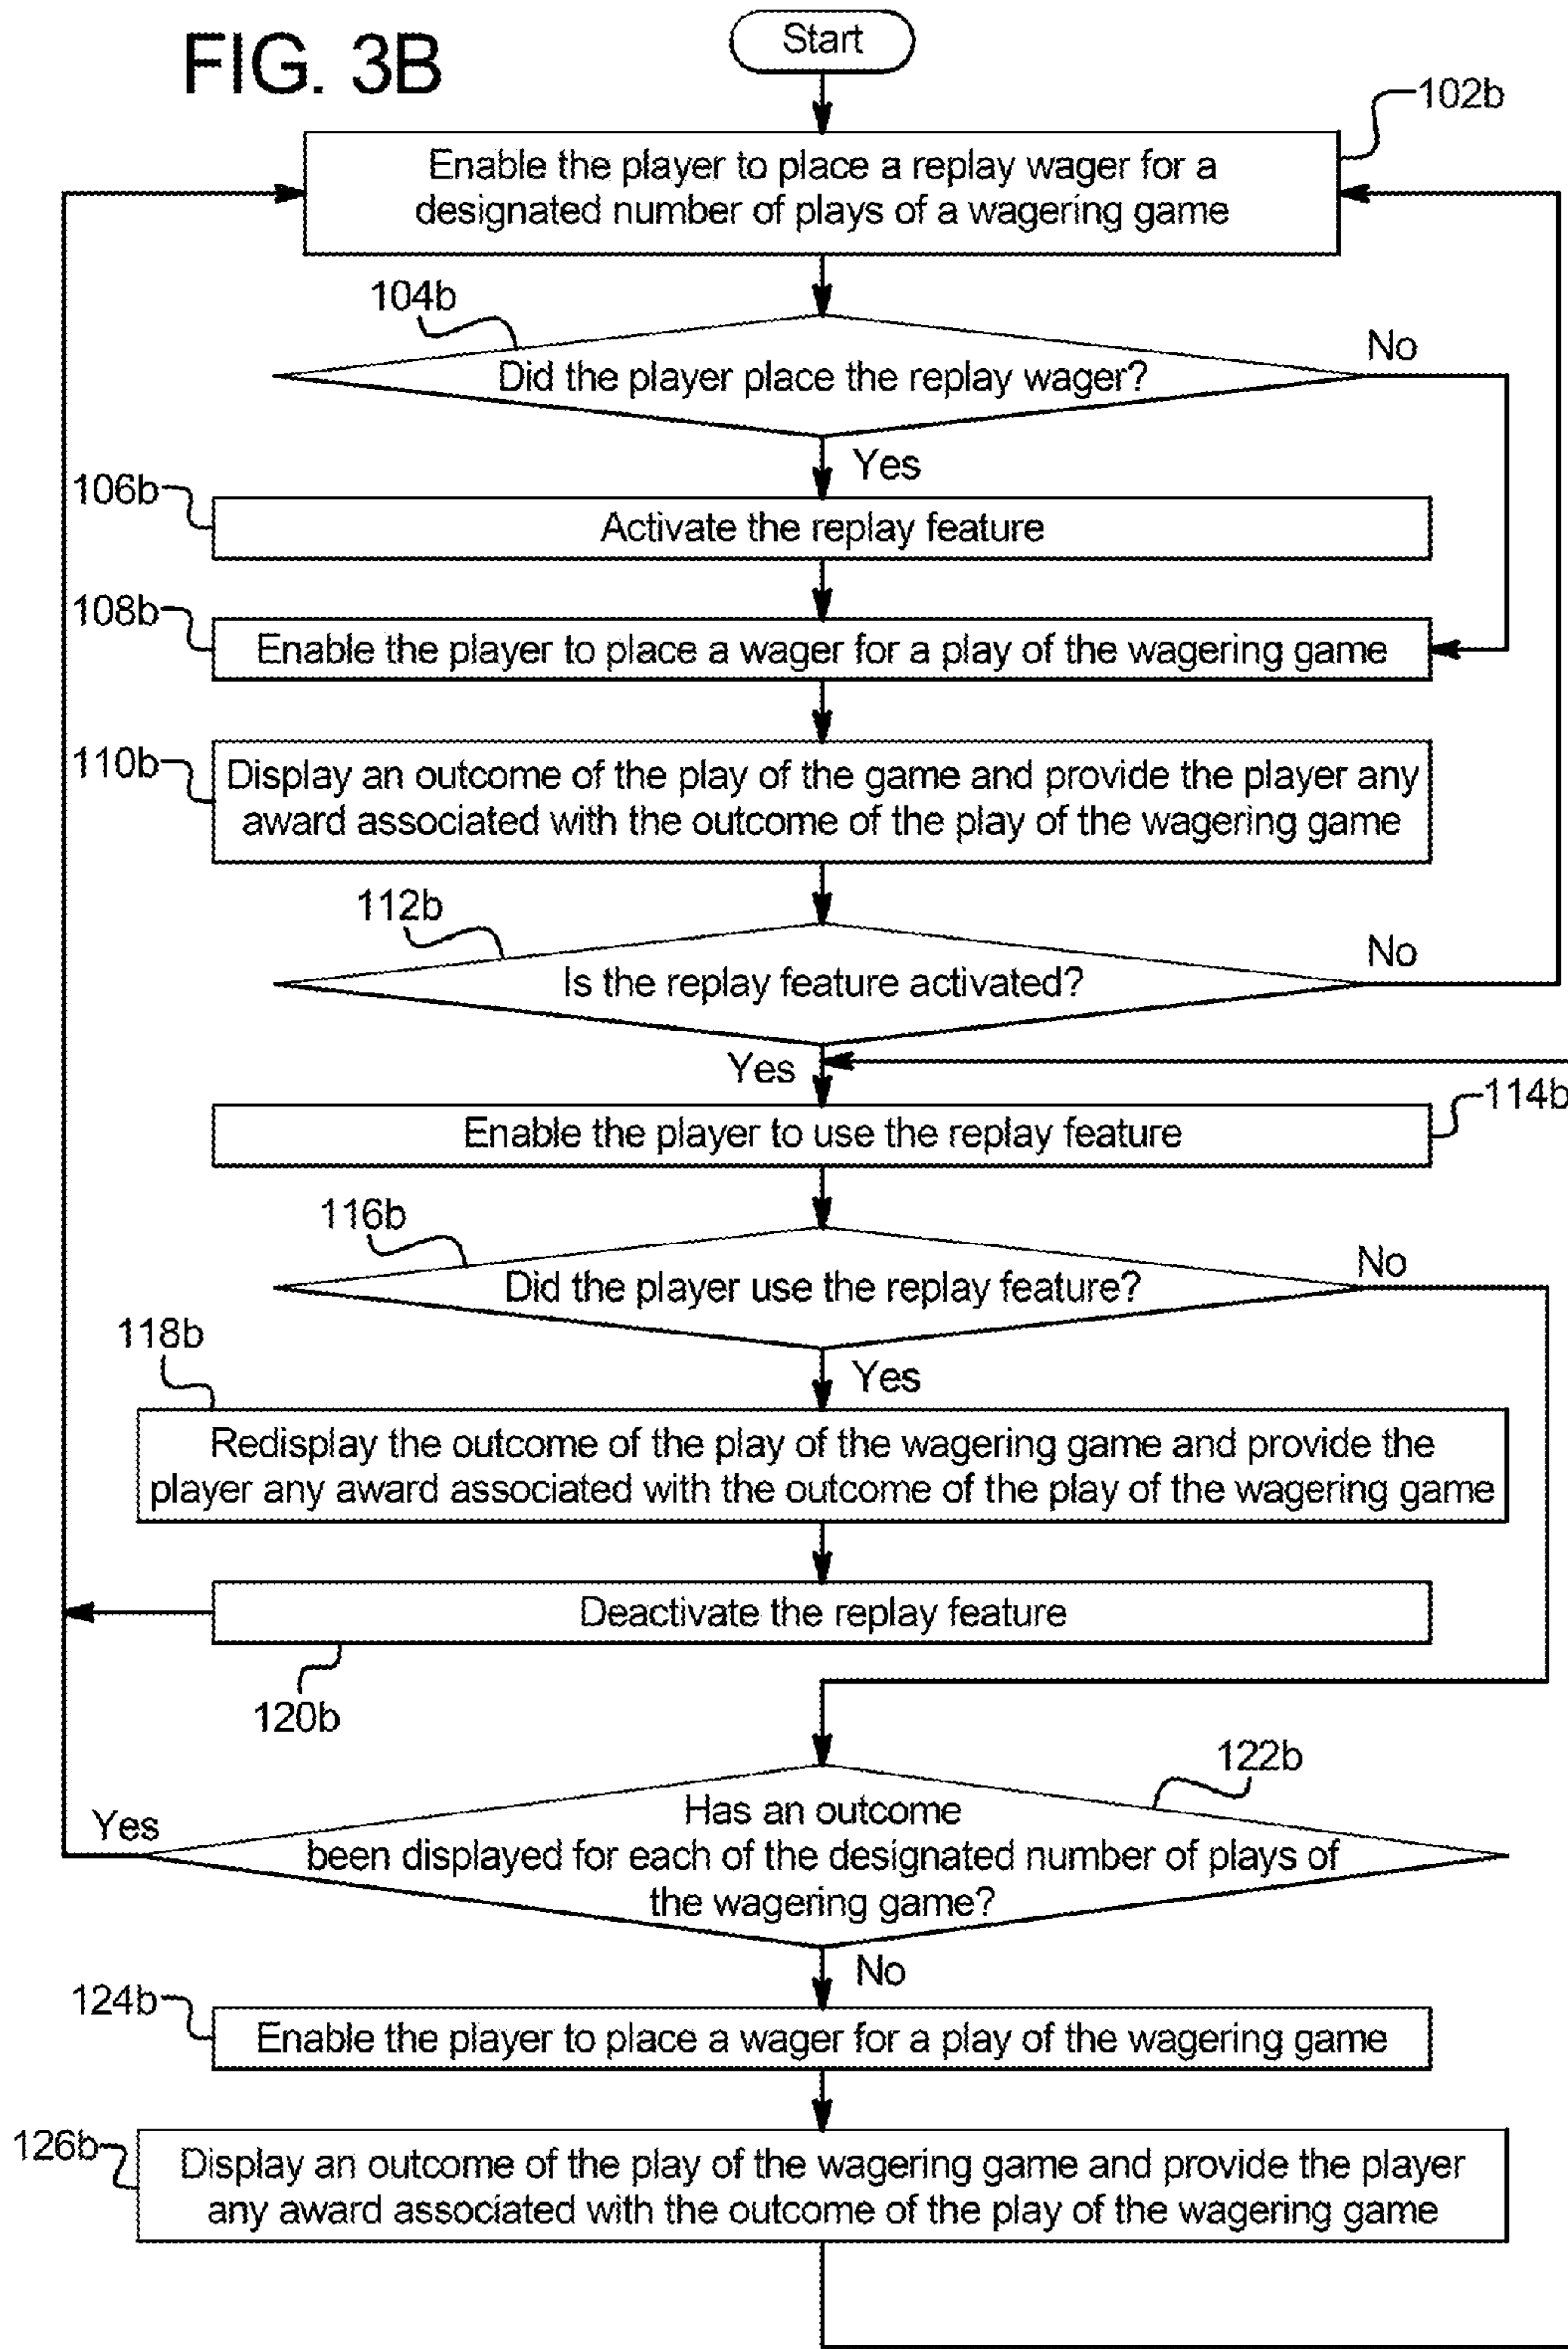 FIG. 3B
Start
102b
Enable the player to place a replay wager for a
designated number of plays of a wagering game
104b
No
Did the player place the replay wager?
Yes
106b
Activate the replay feature
108b
Enable the player to place a wager for a play of the wagering game
110b
Display an outcome of the play of the game and provide the player any
award associated with the outcome of the play of the wagering game
112b
No
Is the replay feature activated?
Yes
114b
Enable the player to use the replay feature
116b
No
Did the player use the replay feature?
118b
Yes
Redisplay the outcome of the play of the wagering game and provide the
player any award associated with the outcome of the play of the wagering game
Deactivate the replay feature
120b
122b
Yes
Has an outcome
been displayed for each of the designated number of plays of
the wagering game?
No
124b
Enable the player to place a wager for a play of the wagering game
126b
Display an outcome of the play of the wagering game and provide the player
any award associated with the outcome of the play of the wagering game